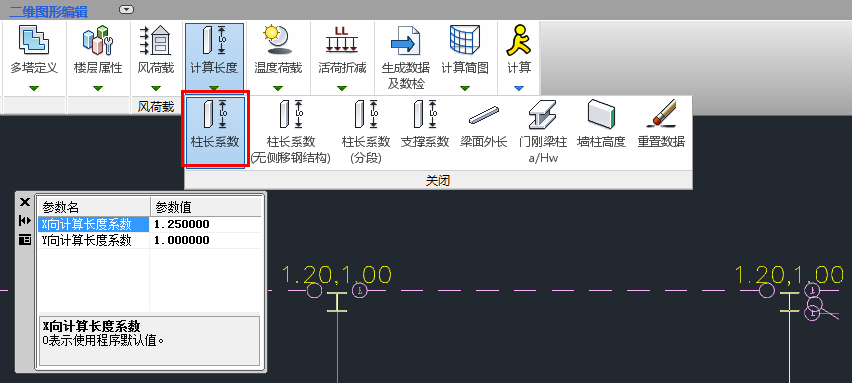 二维图形编辑
多塔定义
楼层属性
风荷载
计算长度
温度荷载
LL
活荷折减
生成数据
及数检
计算简图
计算
风荷载
柱长系数
柱长系数
(无侧移钢结构)
柱长系数
(分段)
支撑系数
梁面外长
门刚梁柱
a/Hw
墙柱高度
重置数据
关闭
参数名 参数值
X向计算长度系数 1.250000
Y向计算长度系数 1.000000
X向计算长度系数
0表示使用程序默认值。
1.20,1.00
1.20,1.00